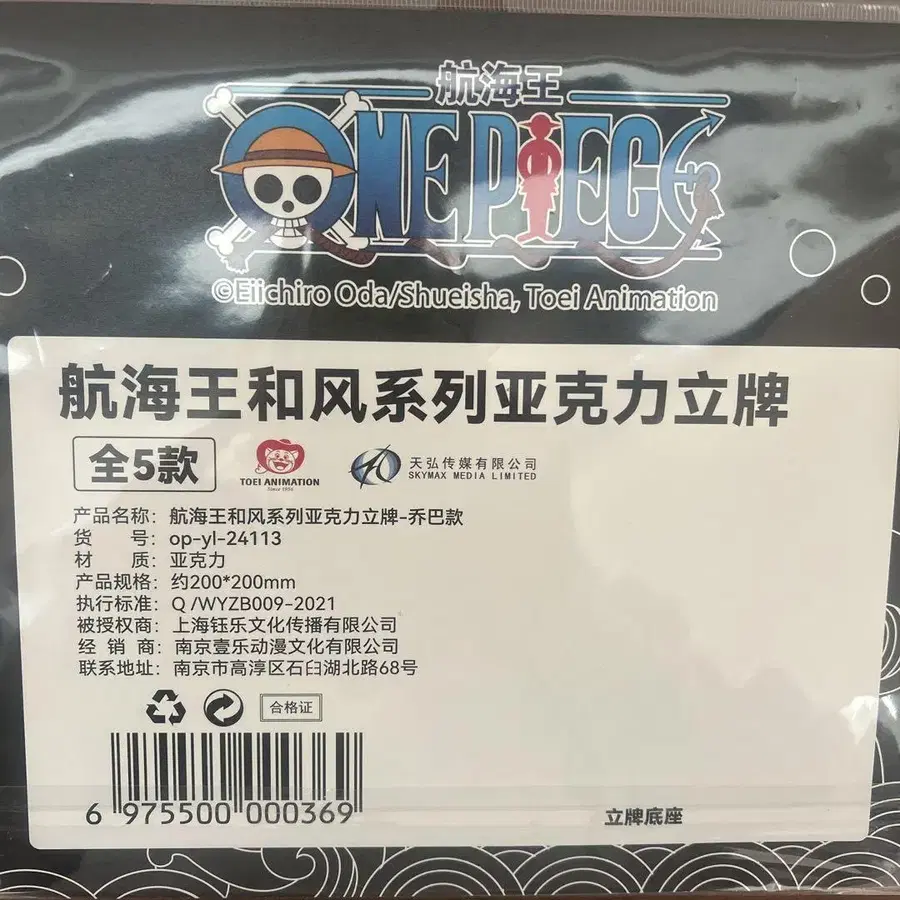 航海王
ONE PIECE
©Eiichiro Oda/Shueisha, Toei Animation
航海王和风系列亚克力立牌
全5款
TOEI ANIMATION
Since 1956
天弘传媒有限公司
SKYMAX MEDIA LIMITED
产品名称：航海王和风系列亚克力立牌-乔巴款
货 号：op-yl-24113
材 质：亚克力
产品规格：约200*200mm
执行标准：Q/WYZB009-2021
被授权商：上海钰乐文化传播有限公司
经 销 商：南京壹乐动漫文化有限公司
联系地址：南京市高淳区石臼湖北路68号
合格证
6 975500 000369
立牌底座